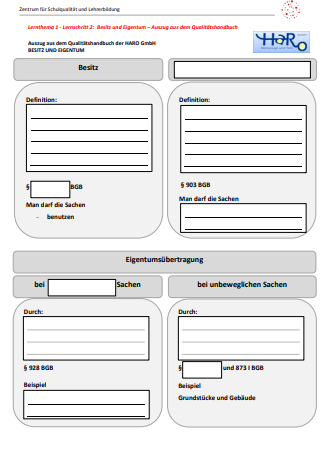 Zentrum für Schulqualität und Lehrerbildung
Lernthema 1 - Lernschritt 2: Besitz und Eigentum – Auszug aus dem Qualitätshandbuch
Auszug aus dem Qualitätshandbuch der HARO GmbH
BESITZ UND EIGENTUM
HaRo
Besitz
Definition:
§ BGB
Man darf die Sachen
- benutzen
Definition:
§ 903 BGB
Man darf die Sachen
Eigentumsübertragung
bei Sachen
bei unbeweglichen Sachen
Durch:
§ 928 BGB
Beispiel
Durch:
§ und 873 I BGB
Beispiel
Grundstücke und Gebäude